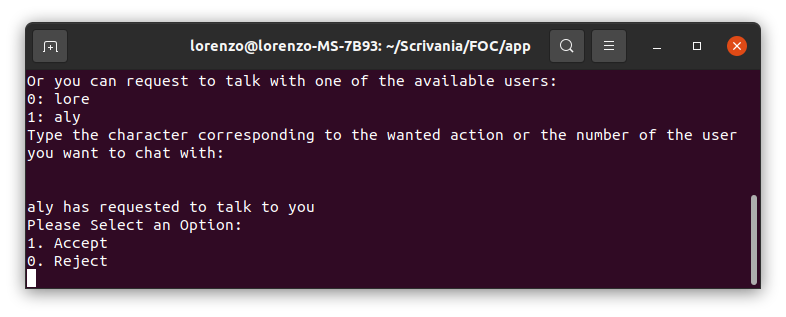 lorenzo@lorenzo-MS-7B93: ~/Scrivania/FOC/app
Or you can request to talk with one of the available users:
0: lore
1: aly
Type the character corresponding to the wanted action or the number of the user
you want to chat with:
aly has requested to talk to you
Please Select an Option:
1. Accept
0. Reject